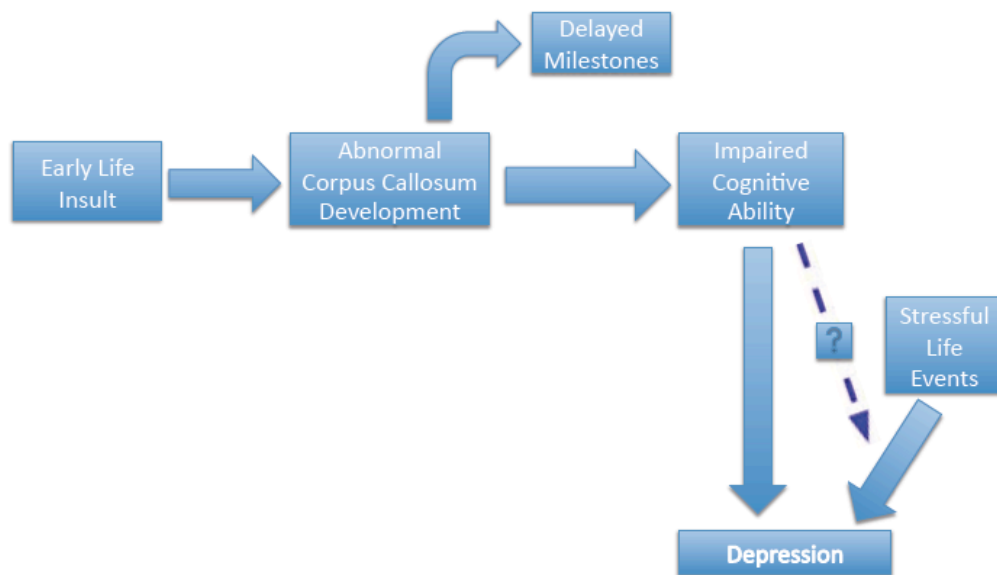 Delayed
Milestones
Early Life
Insult
Abnormal
Corpus Callosum
Development
Impaired
Cognitive
Ability
?
Stressful
Life
Events
Depression